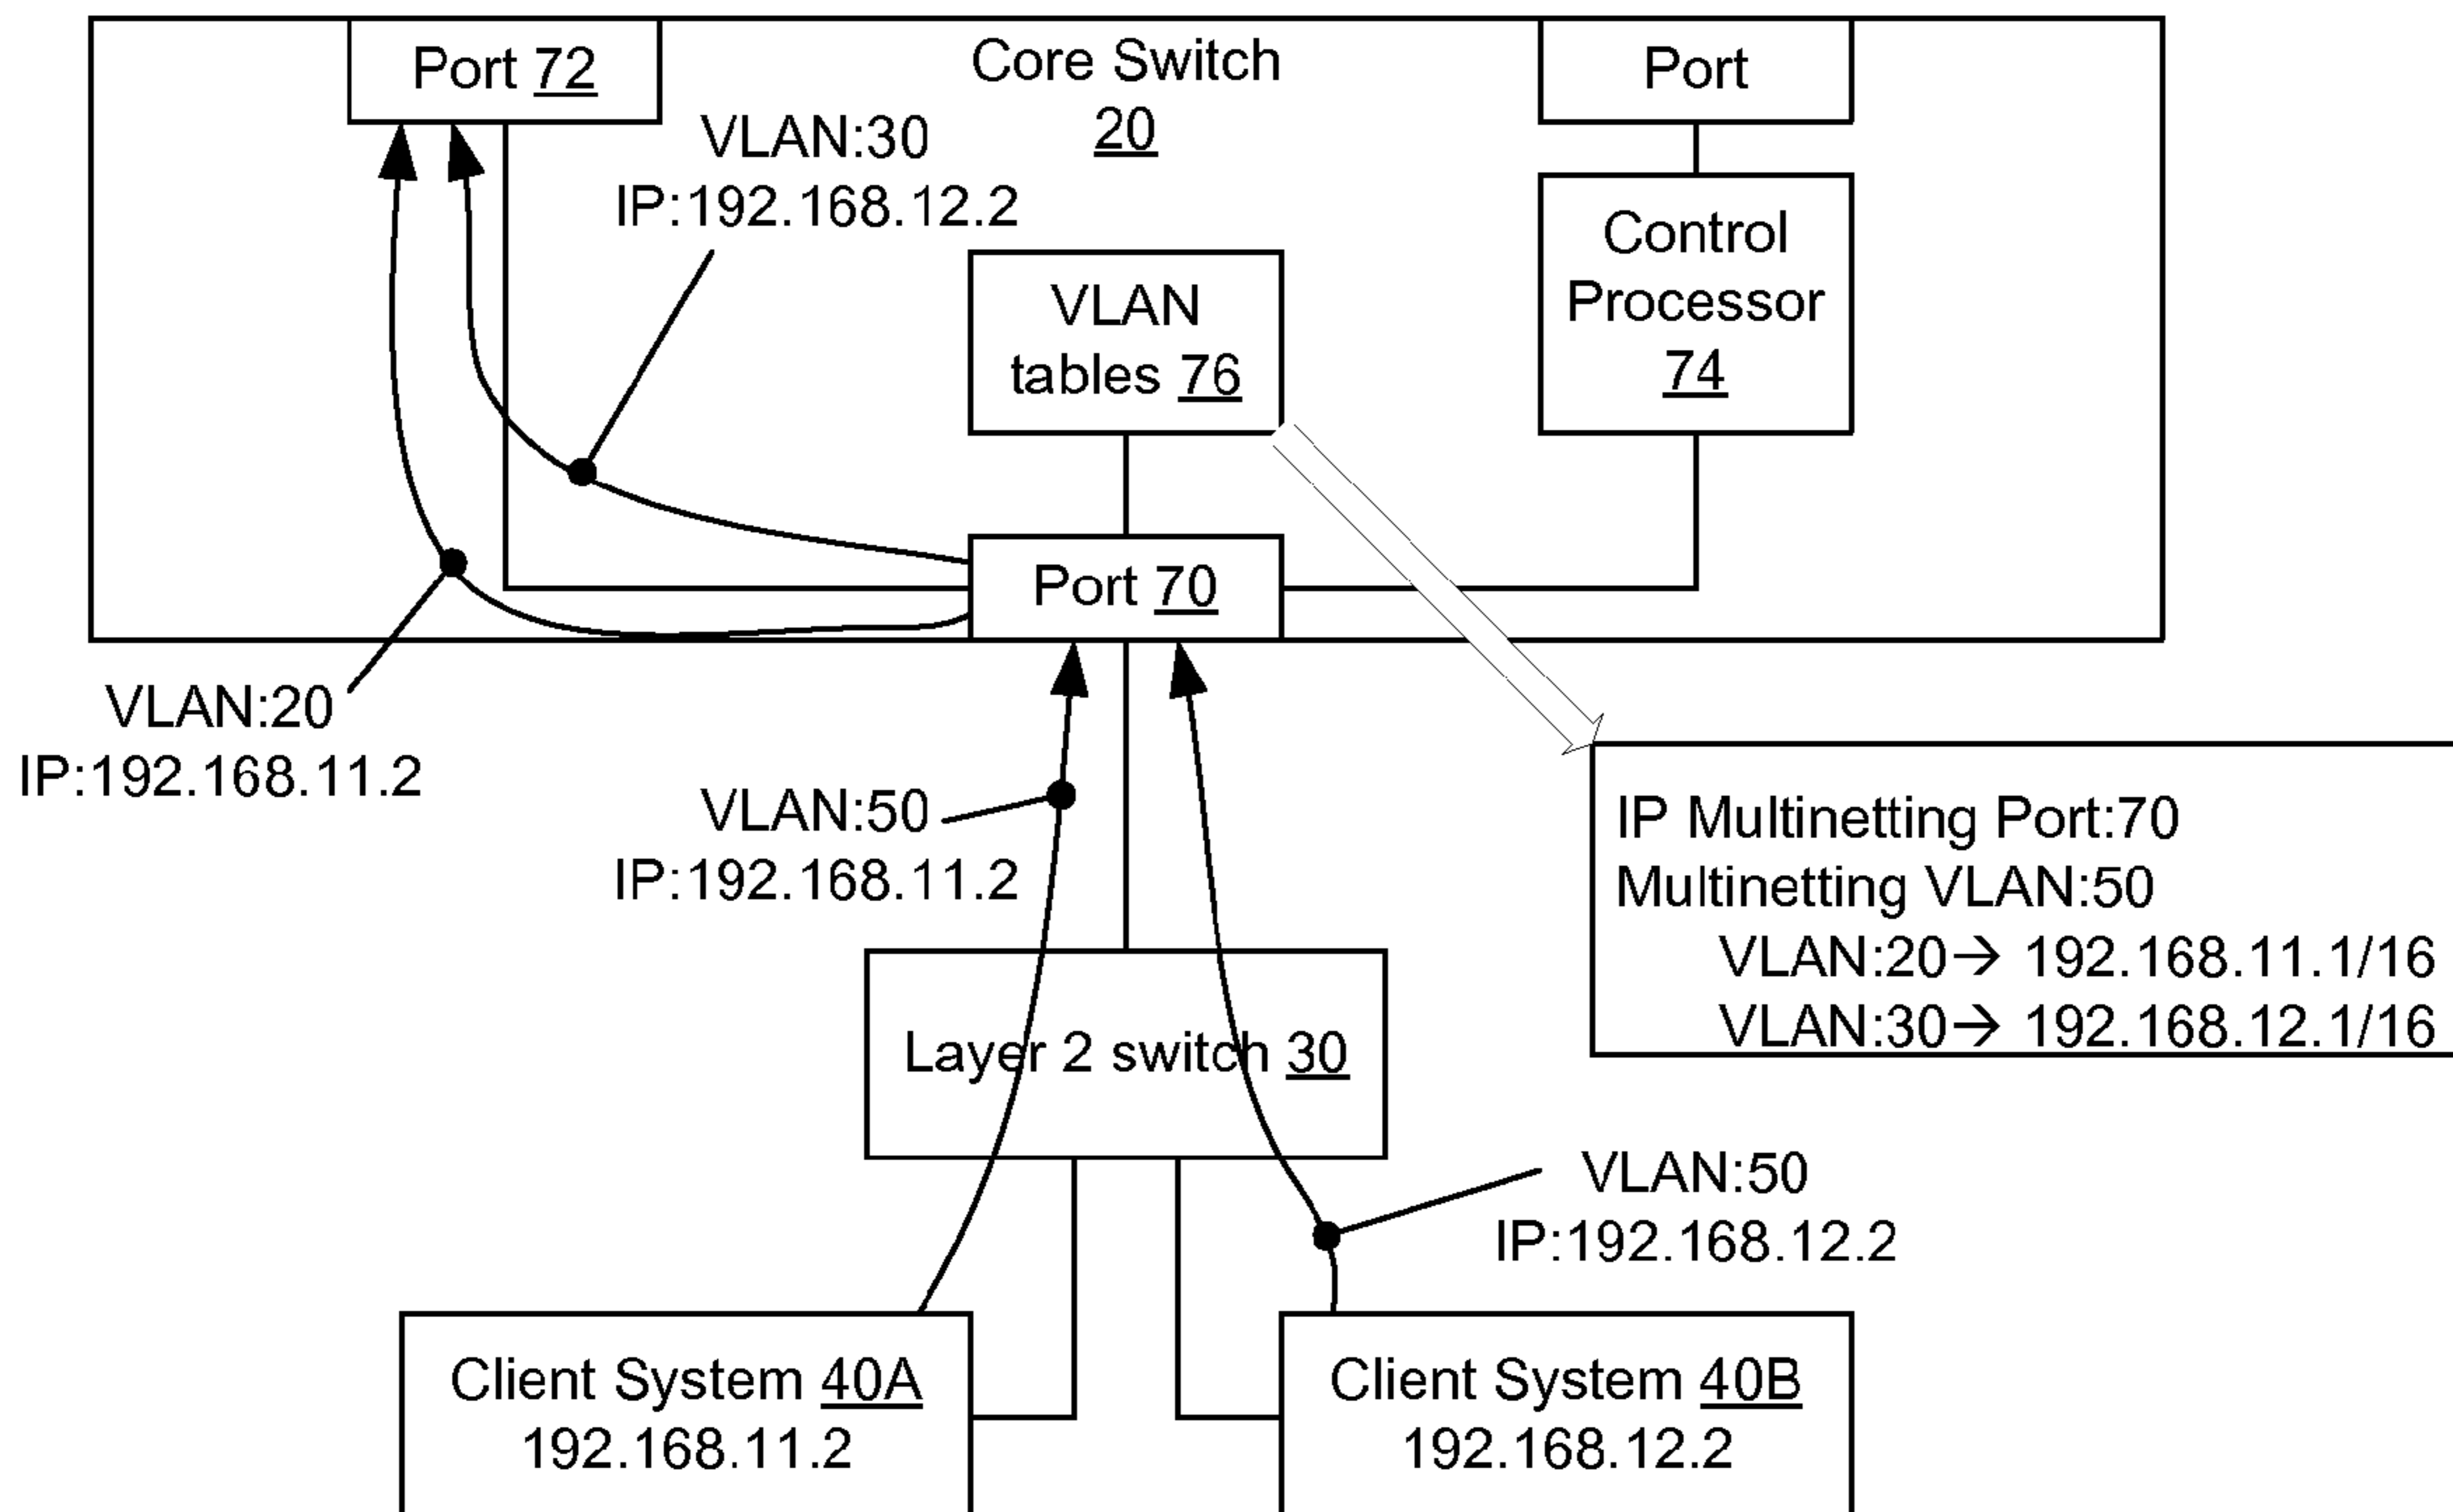 Port 72
Core Switch
20
Port
VLAN:30
IP:192.168.12.2
Control
Processor
74
VLAN
tables 76
Port 70
VLAN:20
IP:192.168.11.2
VLAN:50
IP:192.168.11.2
IP Multinetting Port:70
Multinetting VLAN:50
VLAN:20→ 192.168.11.1/16
VLAN:30→ 192.168.12.1/16
Layer 2 switch 30
VLAN:50
IP:192.168.12.2
Client System 40A
192.168.11.2
Client System 40B
192.168.12.2